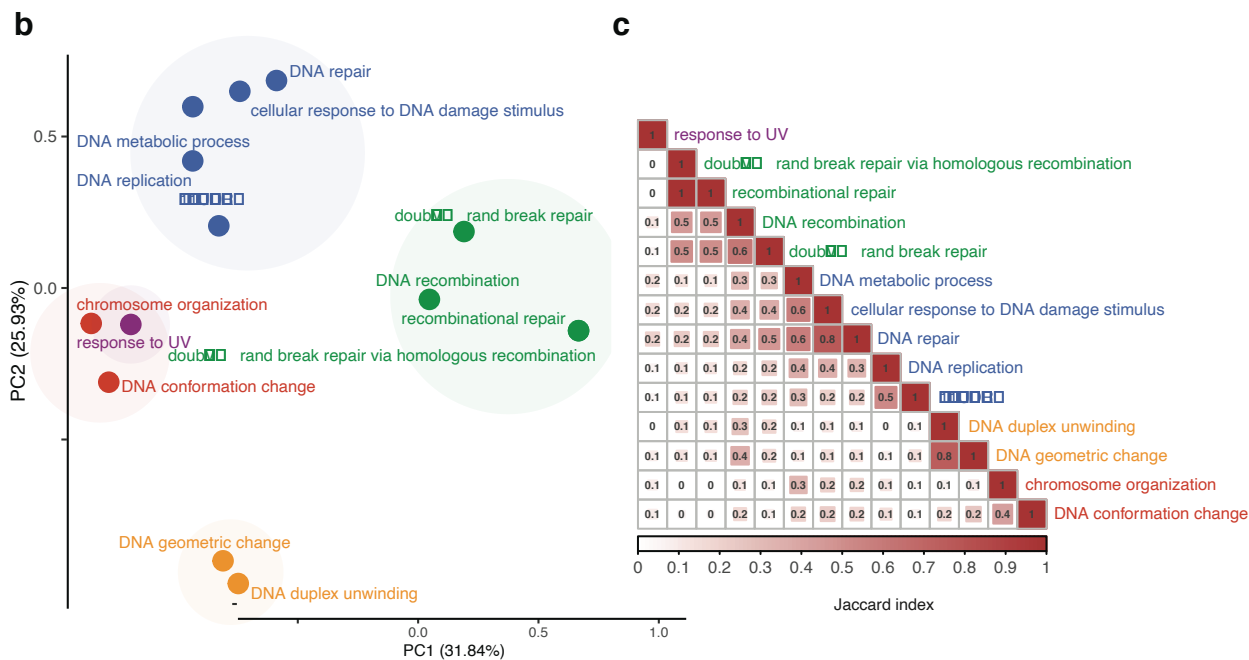 b
c
DNA repair
cellular response to DNA damage stimulus
0.5
DNA metabolic process
DNA replication
doub rand break repair
0.0
DNA recombination
chromosome organization
recombinational repair
response to UV
doub rand break repair via homologous recombination
DNA conformation change
PC2 (25.93%)
DNA geometric change
DNA duplex unwinding
-
0.0 0.5 1.0
PC1 (31.84%)
1 response to UV
0 1 doub rand break repair via homologous recombination
0 1 1 recombinational repair
0.1 0.5 0.5 1 DNA recombination
0.1 0.5 0.5 0.6 1 doub rand break repair
0.2 0.1 0.1 0.3 0.3 1 DNA metabolic process
0.2 0.2 0.2 0.4 0.4 0.6 1 cellular response to DNA damage stimulus
0.2 0.2 0.2 0.4 0.5 0.6 0.8 1 DNA repair
0.1 0.1 0.1 0.2 0.2 0.4 0.4 0.3 1 DNA replication
0.1 0.1 0.1 0.2 0.2 0.3 0.2 0.2 0.5 1
0 0.1 0.1 0.3 0.2 0.1 0.1 0.1 0 0.1 1 DNA duplex unwinding
0.1 0.1 0.1 0.4 0.2 0.1 0.1 0.1 0.1 0.1 0.8 1 DNA geometric change
0.1 0 0 0.1 0.1 0.3 0.2 0.2 0.1 0.1 0.1 0.1 1 chromosome organization
0.1 0 0 0.2 0.1 0.2 0.2 0.2 0.2 0.1 0.2 0.2 0.4 1 DNA conformation change
0 0.1 0.2 0.3 0.4 0.5 0.6 0.7 0.8 0.9 1
Jaccard index